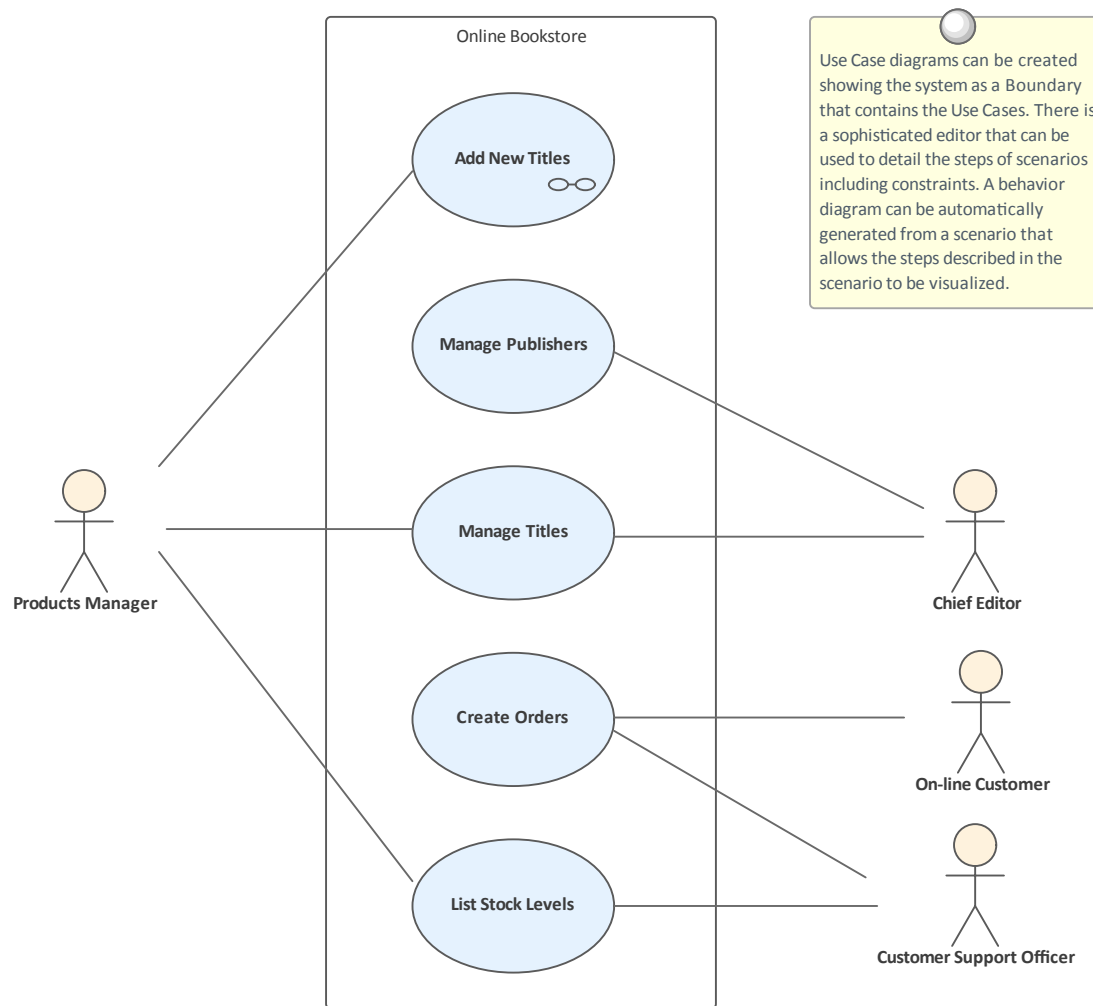 Online Bookstore
Use Case diagrams can be created
showing the system as a Boundary
that contains the Use Cases. There is
a sophisticated editor that can be
used to detail the steps of scenarios
including constraints. A behavior
diagram can be automatically
generated from a scenario that
allows the steps described in the
scenario to be visualized.
Add New Titles
Manage Publishers
Manage Titles
Products Manager
Chief Editor
Create Orders
On-line Customer
List Stock Levels
Customer Support Officer